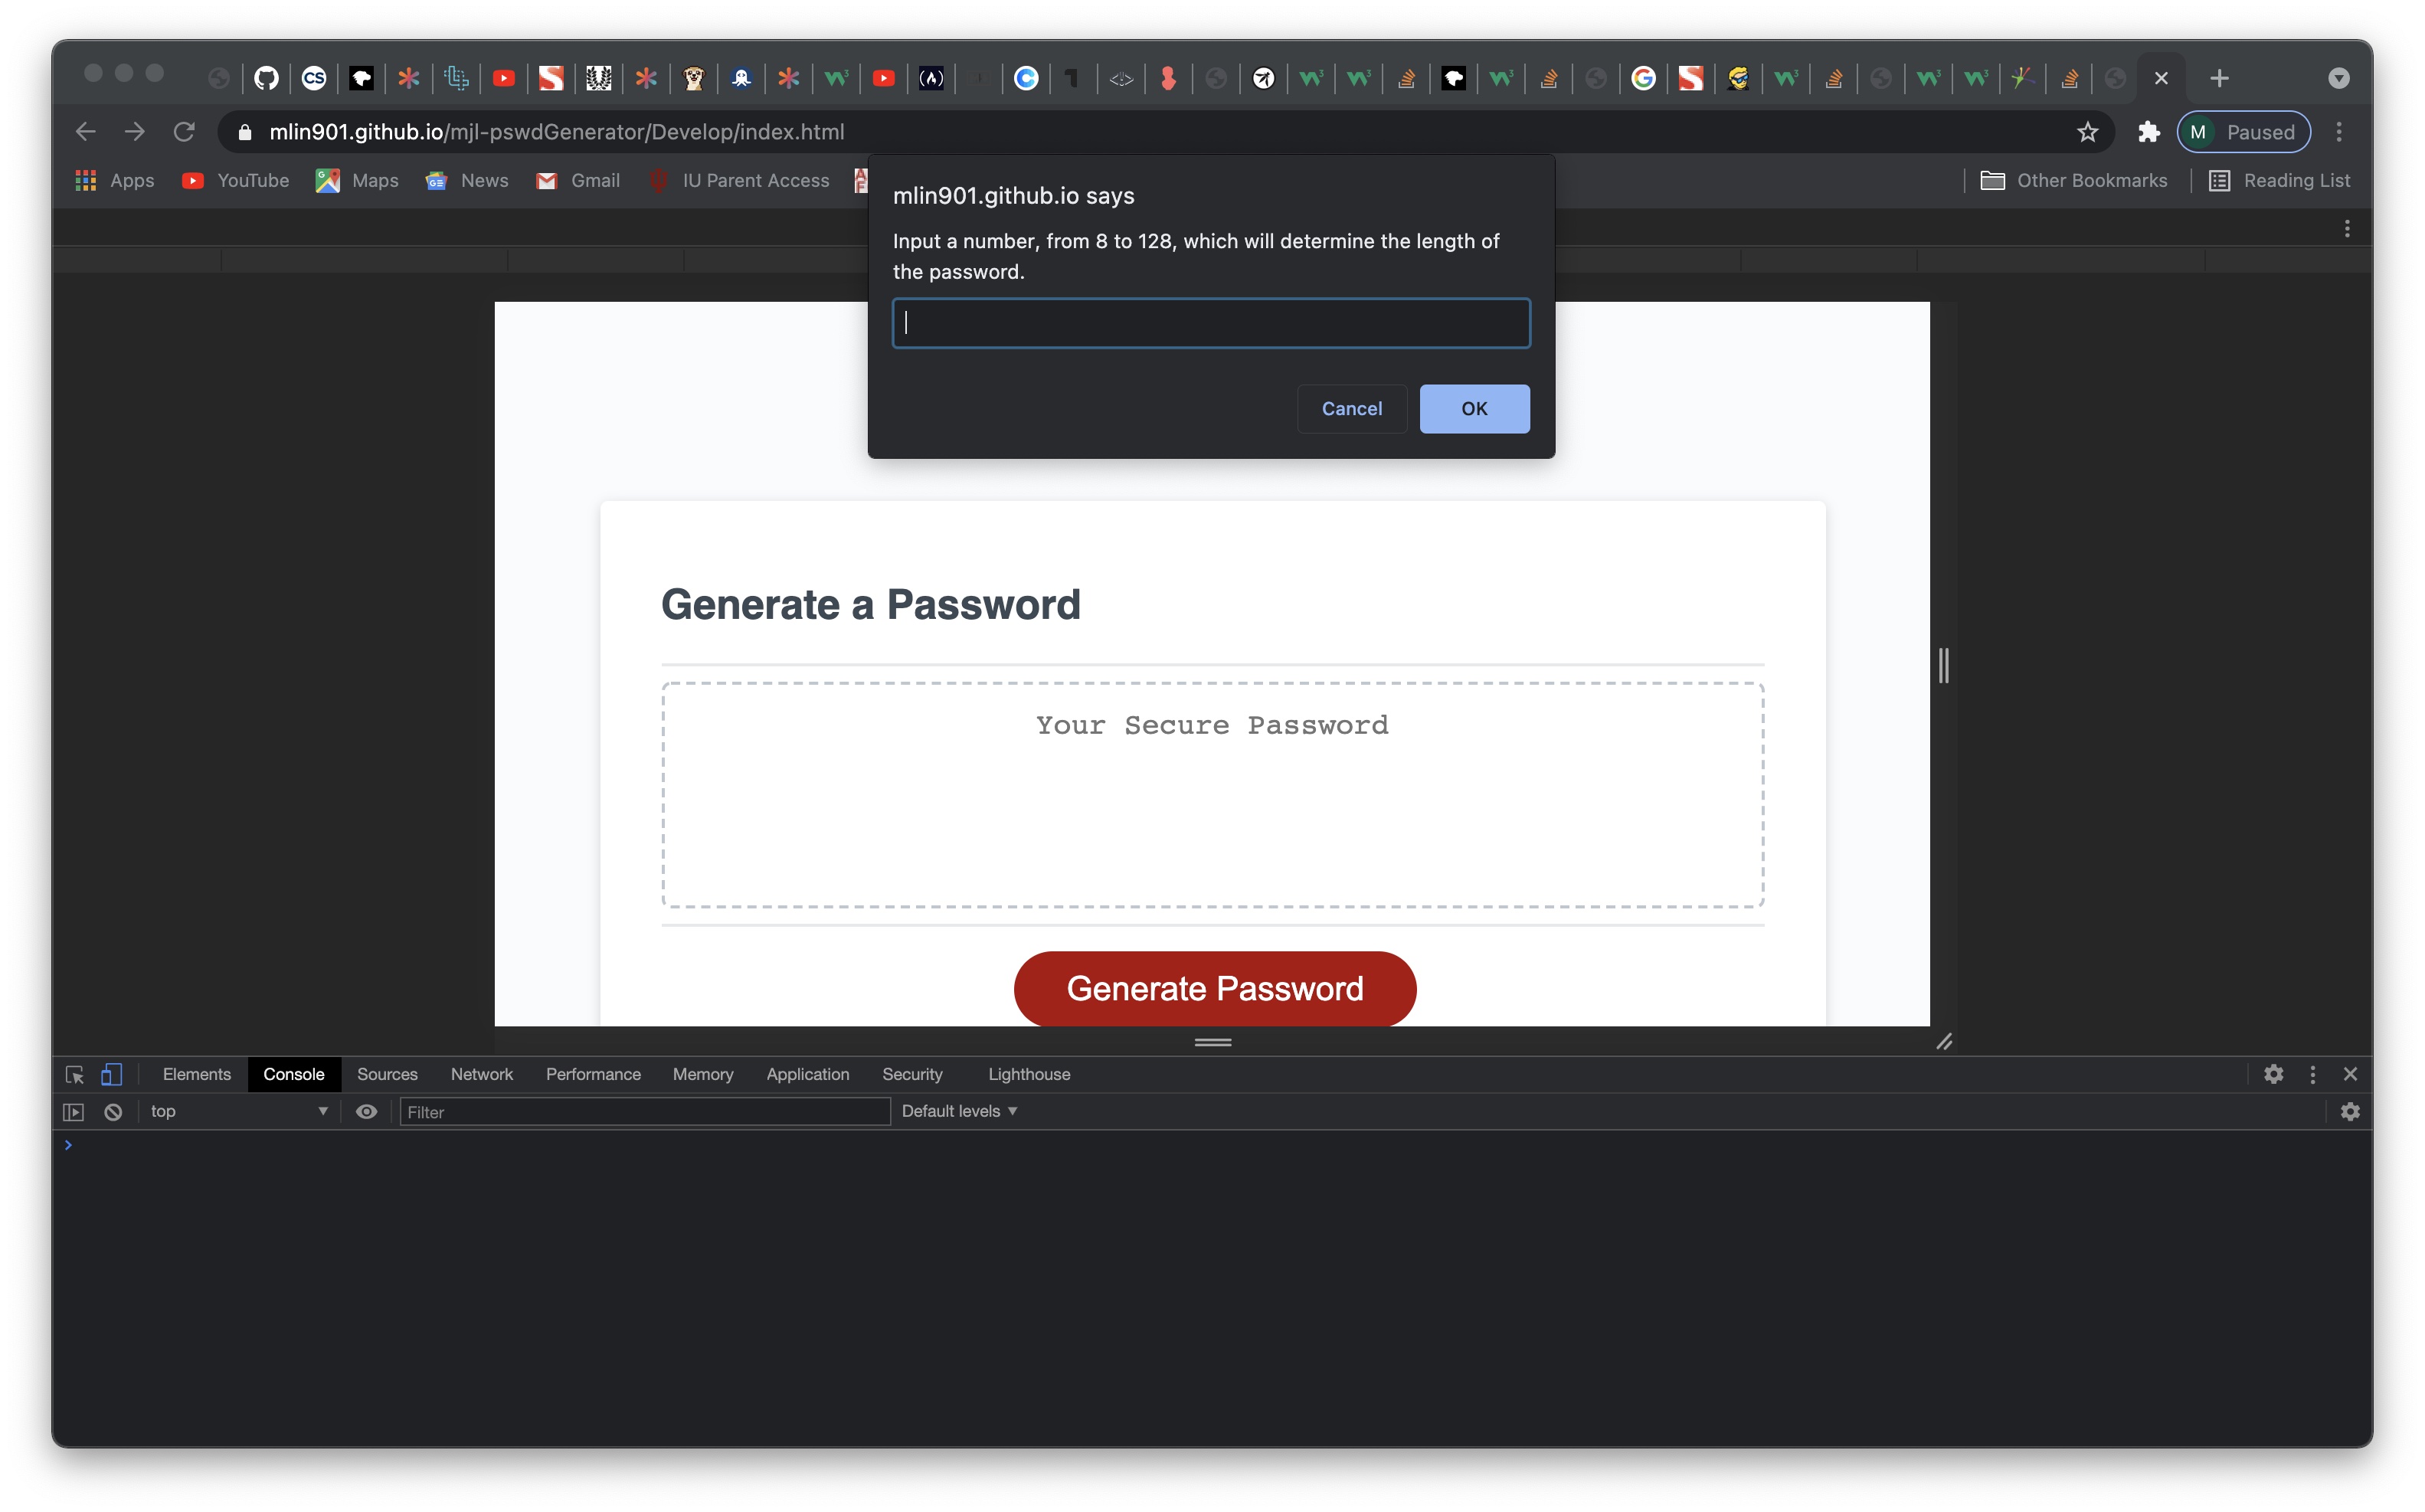 mlin901.github.io/mjl-pswdGenerator/Develop/index.html
M Paused
Apps YouTube Maps News Gmail IU Parent Access
Other Bookmarks Reading List
mlin901.github.io says
Input a number, from 8 to 128, which will determine the length of
the password.
Cancel OK
Generate a Password
Your Secure Password
Generate Password
Elements Console Sources Network Performance Memory Application Security Lighthouse
top Filter Default levels